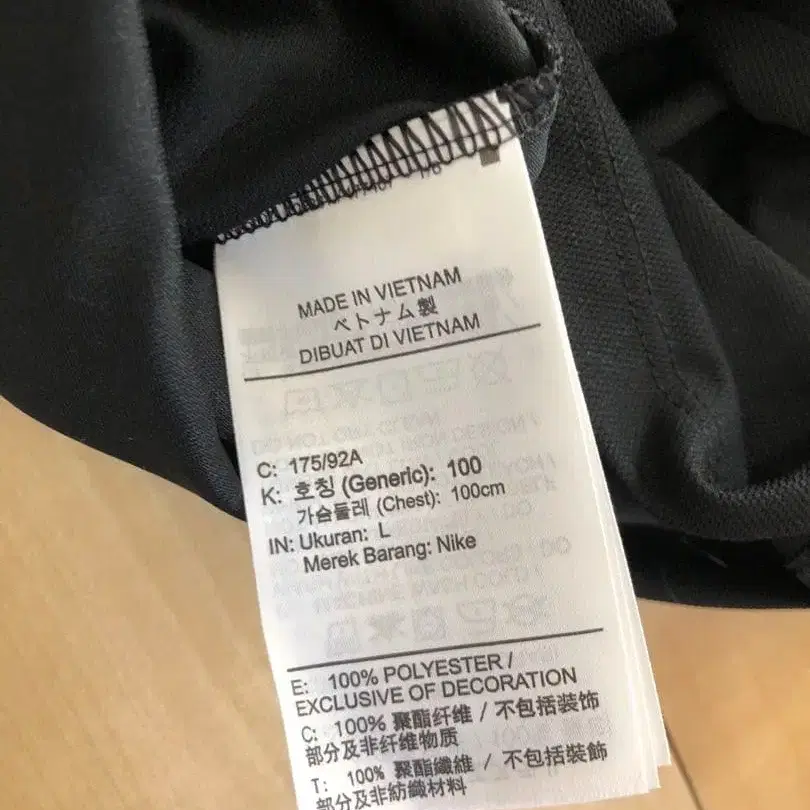 MADE IN VIETNAM
ベトナム製
DIBUAT DI VIETNAM
C: 175/92A
K: 호칭 (Generic): 100
가슴둘레 (Chest): 100cm
IN: Ukuran: L
Merek Barang: Nike
E: 100% POLYESTER /
EXCLUSIVE OF DECORATION
C: 100% 聚酯纤维 / 不包括装饰
部分及非纤维物质
T: 100% 聚酯纖維 / 不包括裝飾
部分及非紡織材料